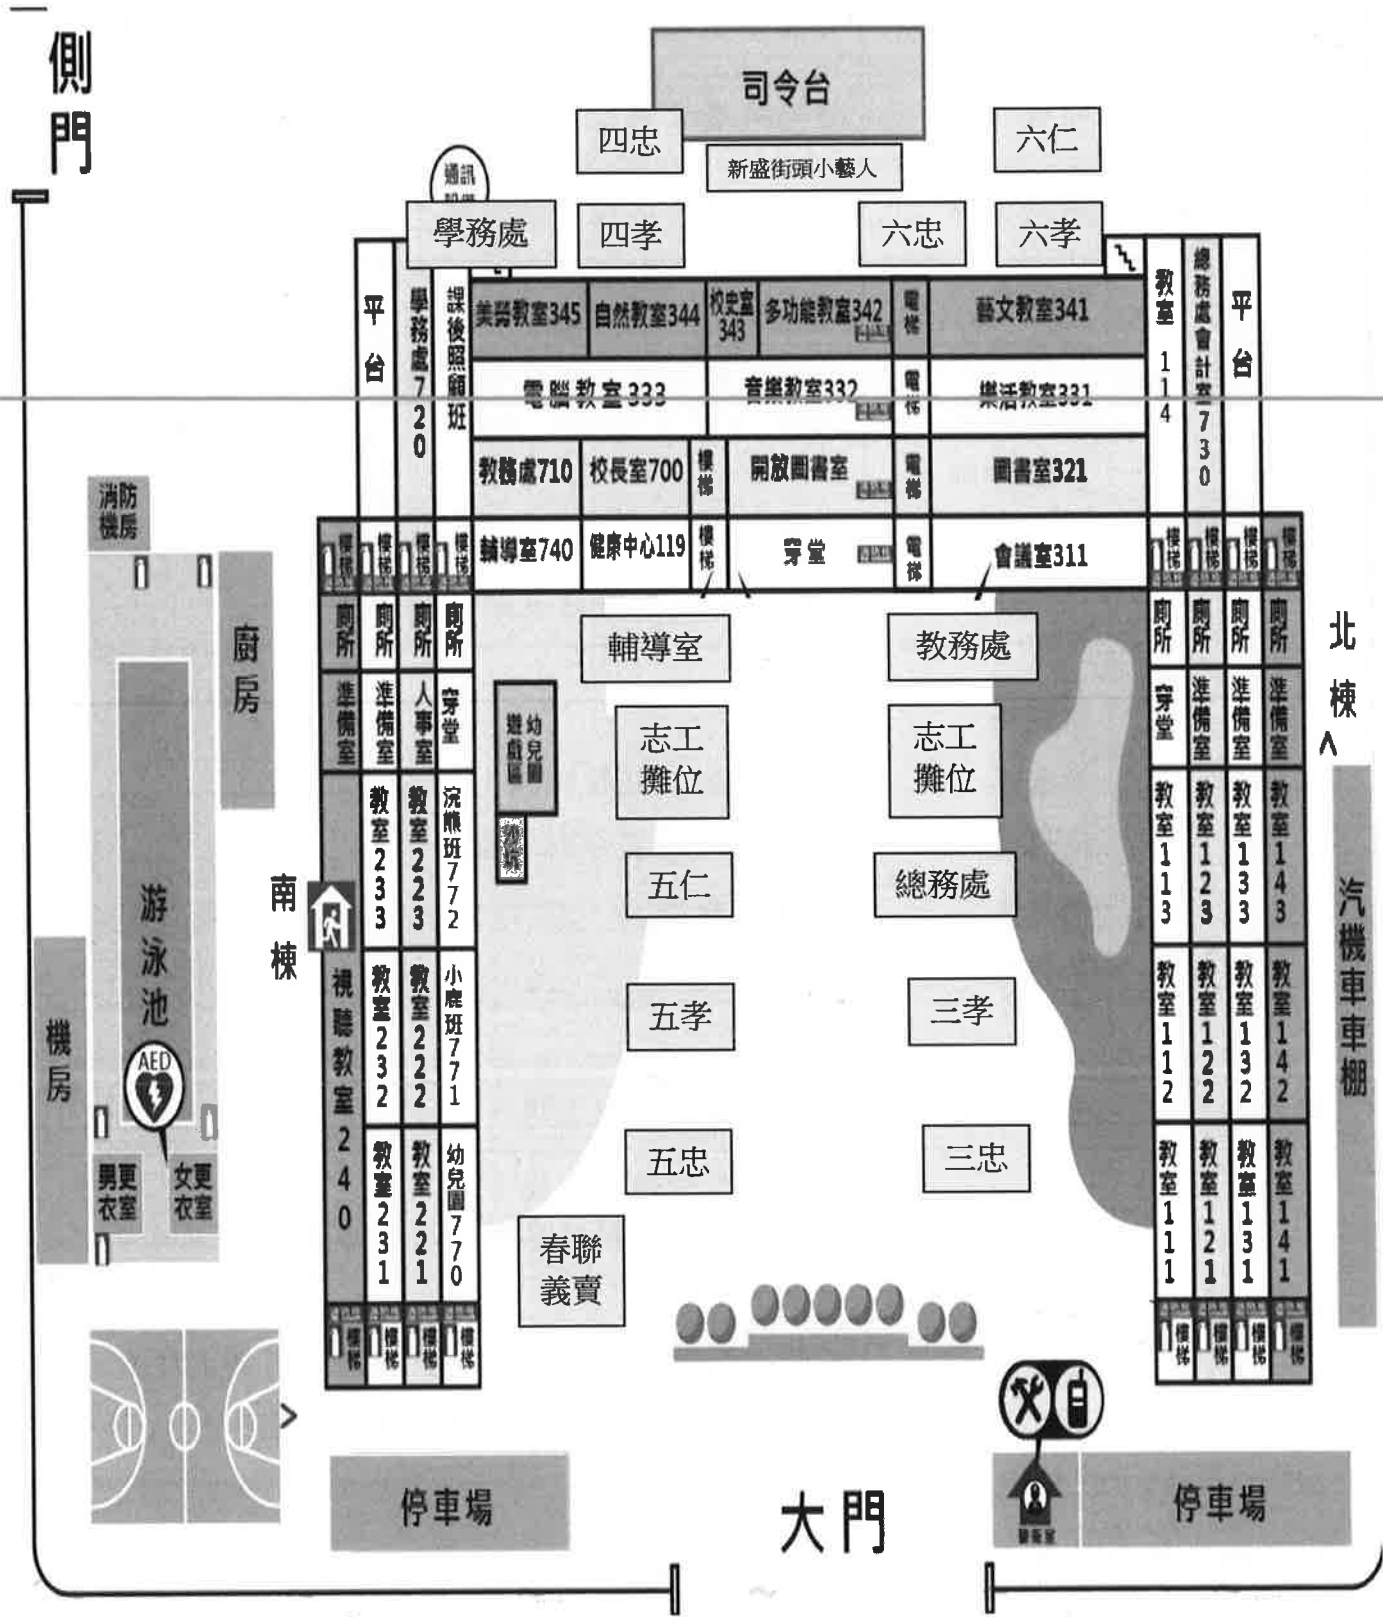 側門
司令台
四忠
六仁
新盛街頭小藝人
通訊
學務處
四孝
六忠
六孝
平台
學務處720
課後照顧班
美勞教室345
自然教室344
校史室
343
多功能教室342
電梯
藝文教室341
教室 114
總務處會計室730
平台
電腦教室333
音樂教室332
電梯
樂活教室331
教務處710
校長室700
樓梯
開放圖書室
電梯
圖書室321
輔導室740
健康中心119
樓梯
穿堂
電梯
會議室311
消防
機房
樓梯
樓梯
樓梯
樓梯
樓梯
樓梯
樓梯
樓梯
廚房
廁所
廁所
廁所
廁所
輔導室
教務處
廁所
廁所
廁所
廁所
北棟
準備室
準備室
人事室
穿堂
幼兒園
遊戲區
志工
攤位
志工
攤位
穿堂
準備室
準備室
準備室
教室233
教室223
浣熊班772
沙坑
五仁
總務處
教室113
教室123
教室133
教室143
游泳池
南棟
汽機車車棚
機房
AED
視聽教室240
教室232
教室222
小鹿班771
五孝
三孝
教室112
教室122
教室132
教室142
男更
衣室
女更
衣室
教室231
教室221
幼兒園770
五忠
三忠
教室111
教室121
教室131
教室141
春聯
義賣
樓梯
樓梯
樓梯
樓梯
樓梯
樓梯
樓梯
樓梯
停車場
大門
警衛室
停車場